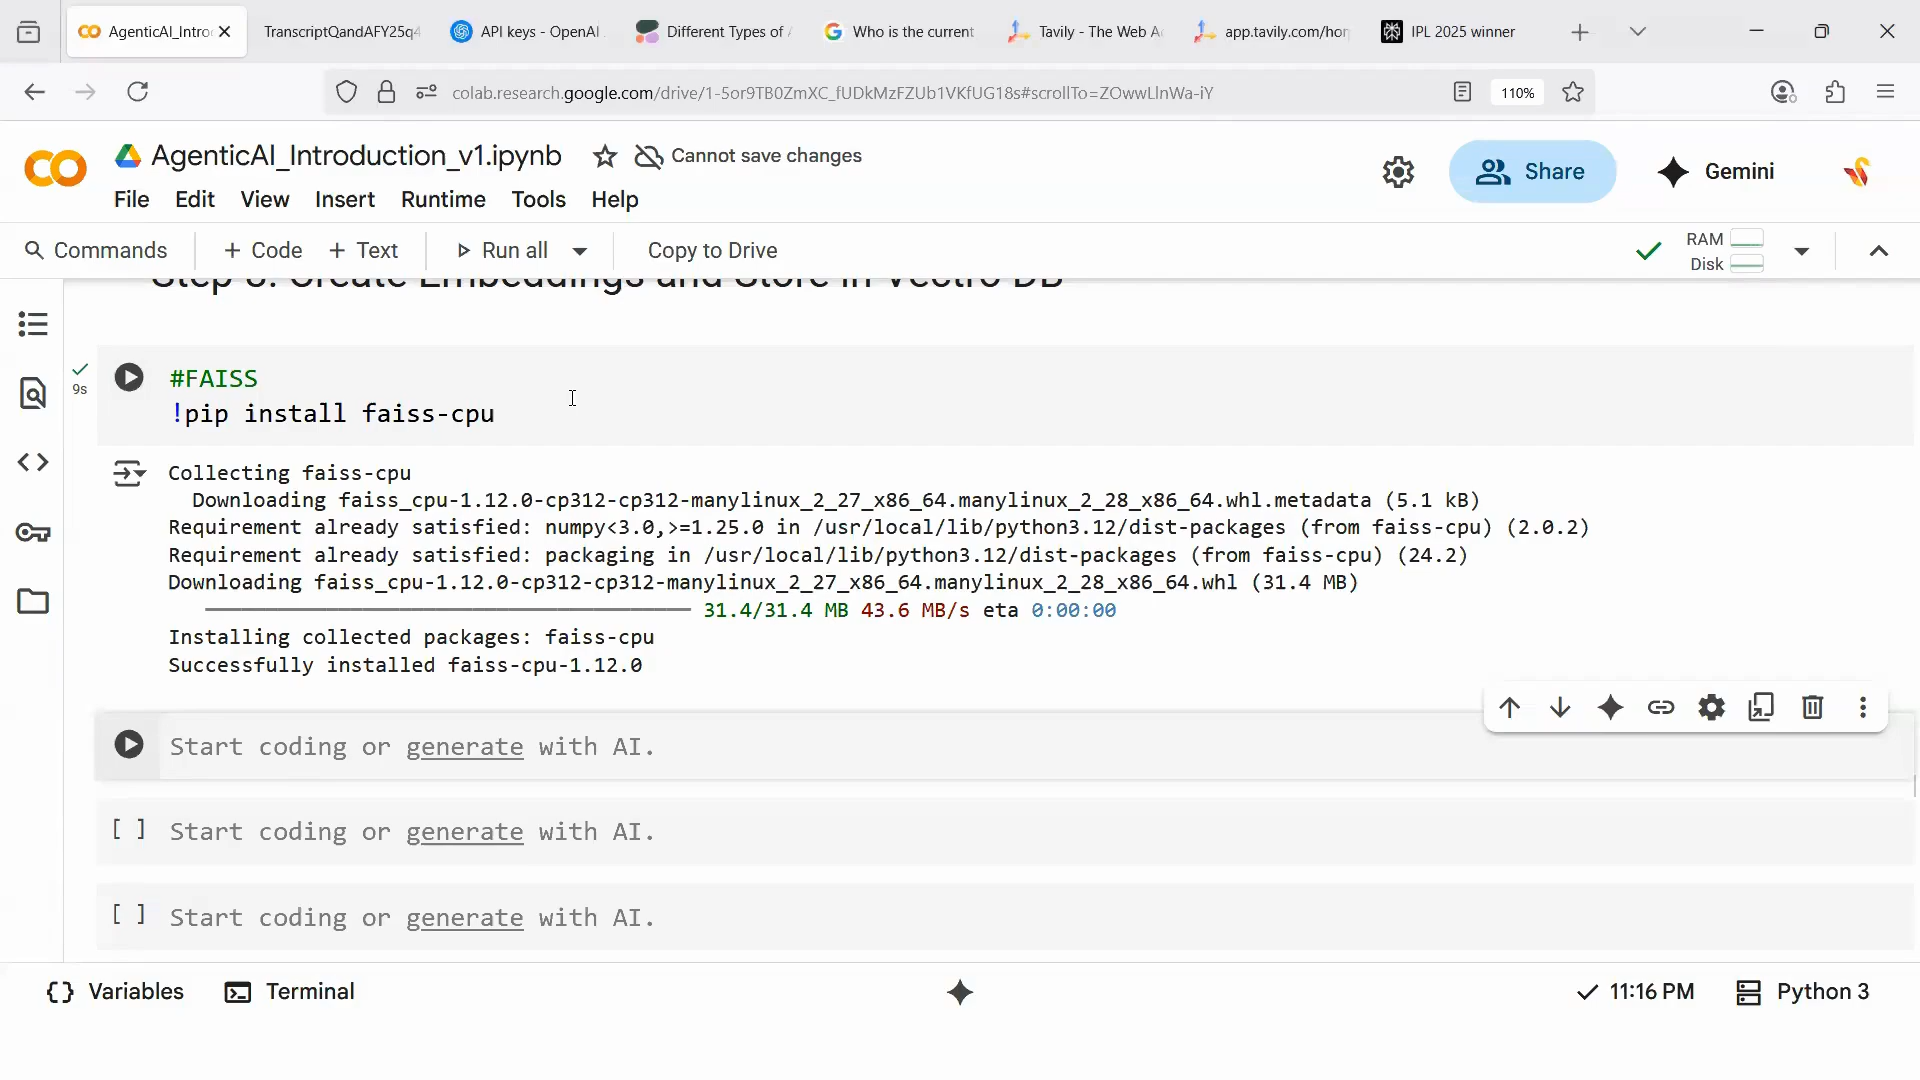 AgenticAI_Intro
TranscriptQandAFY25q4
API keys - OpenAI
Different Types of
Who is the current
Tavily - The Web A
app.tavily.com/hom
IPL 2025 winner
colab.research.google.com/drive/1-5or9TB0ZmXC_fUDkMzFZUb1VKfUG18s#scrollTo=ZOwwLlnWa-iY
110%
AgenticAI_Introduction_v1.ipynb
Cannot save changes
Share
Gemini
File Edit View Insert Runtime Tools Help
Commands + Code + Text Run all Copy to Drive
RAM
Disk
Create Embeddings and Store in Vectro DB
9s
#FAISS
!pip install faiss-cpu
Collecting faiss-cpu
Downloading faiss_cpu-1.12.0-cp312-cp312-manylinux_2_27_x86_64.manylinux_2_28_x86_64.whl.metadata (5.1 kB)
Requirement already satisfied: numpy<3.0,>=1.25.0 in /usr/local/lib/python3.12/dist-packages (from faiss-cpu) (2.0.2)
Requirement already satisfied: packaging in /usr/local/lib/python3.12/dist-packages (from faiss-cpu) (24.2)
Downloading faiss_cpu-1.12.0-cp312-cp312-manylinux_2_27_x86_64.manylinux_2_28_x86_64.whl (31.4 MB)
31.4/31.4 MB 43.6 MB/s eta 0:00:00
Installing collected packages: faiss-cpu
Successfully installed faiss-cpu-1.12.0
Start coding or generate with AI.
[ ] Start coding or generate with AI.
[ ] Start coding or generate with AI.
{} Variables Terminal
11:16 PM Python 3